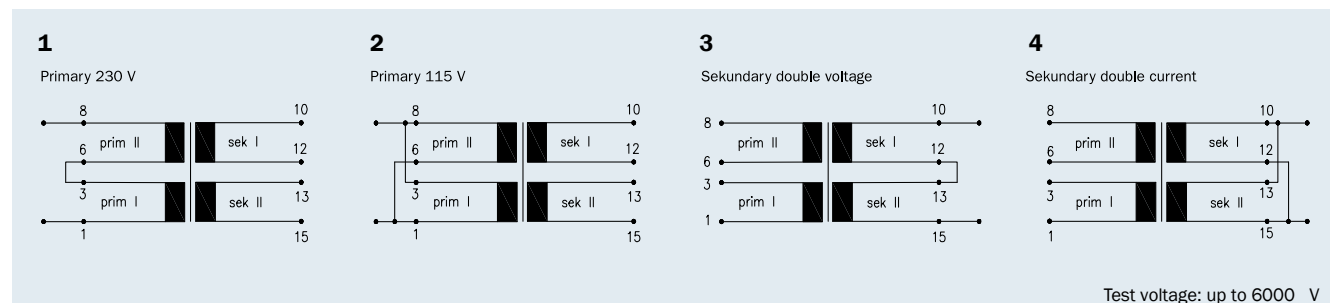 1
Primary 230 V
8
10
prim II
sek I
6
12
3
13
prim I
sek II
1
15
2
Primary 115 V
8
10
prim II
sek I
6
12
3
13
prim I
sek II
1
15
3
Sekundary double voltage
8
10
prim II
sek I
6
12
3
13
prim I
sek II
1
15
4
Sekundary double current
8
10
prim II
sek I
6
12
3
13
prim I
sek II
1
15
Test voltage: up to 6000 V